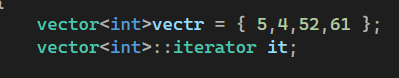 vector<int>vectr = { 5,4,52,61 };
vector<int>::iterator it;